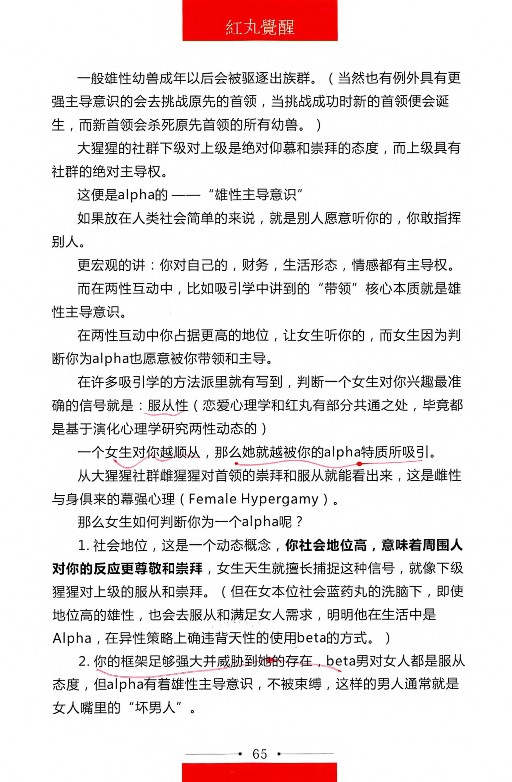 紅丸覺醒
一般雄性幼兽成年以后会被驱逐出族群。（当然也有例外具有更
强主导意识的会去挑战原先的首领，当挑战成功时新的首领便会诞
生，而新首领会杀死原先首领的所有幼兽。）
大猩猩的社群下级对上级是绝对仰慕和崇拜的态度，而上级具有
社群的绝对主导权。
这便是alpha的 ——“雄性主导意识”
如果放在人类社会简单的来说，就是别人愿意听你的，你敢指挥
别人。
更宏观的讲：你对自己的，财务，生活形态，情感都有主导权。
而在两性互动中，比如吸引学中讲到的“带领”核心本质就是雄
性主导意识。
在两性互动中你占据更高的地位，让女生听你的，而女生因为判
断你为alpha也愿意被你带领和主导。
在许多吸引学的方法派里就有写到，判断一个女生对你兴趣最准
确的信号就是：服从性（恋爱心理学和红丸有部分共通之处，毕竟都
是基于演化心理学研究两性动态的）
一个女生对你越顺从，那么她就越被你的alpha特质所吸引。
从大猩猩社群雌猩猩对首领的崇拜和服从就能看出来，这是雌性
与身俱来的幕强心理（Female Hypergamy）。
那么女生如何判断你为一个alpha呢？
1. 社会地位，这是一个动态概念，你社会地位高，意味着周围人
对你的反应更尊敬和崇拜，女生天生就擅长捕捉这种信号，就像下级
猩猩对上级的服从和崇拜。（但在女本位社会蓝药丸的洗脑下，即使
地位高的雄性，也会去服从和满足女人需求，明明他在生活中是
Alpha，在异性策略上确违背天性的使用beta的方式。）
2. 你的框架足够强大并威胁到她的存在，beta男对女人都是服从
态度，但alpha有着雄性主导意识，不被束缚，这样的男人通常就是
女人嘴里的“坏男人”。
65